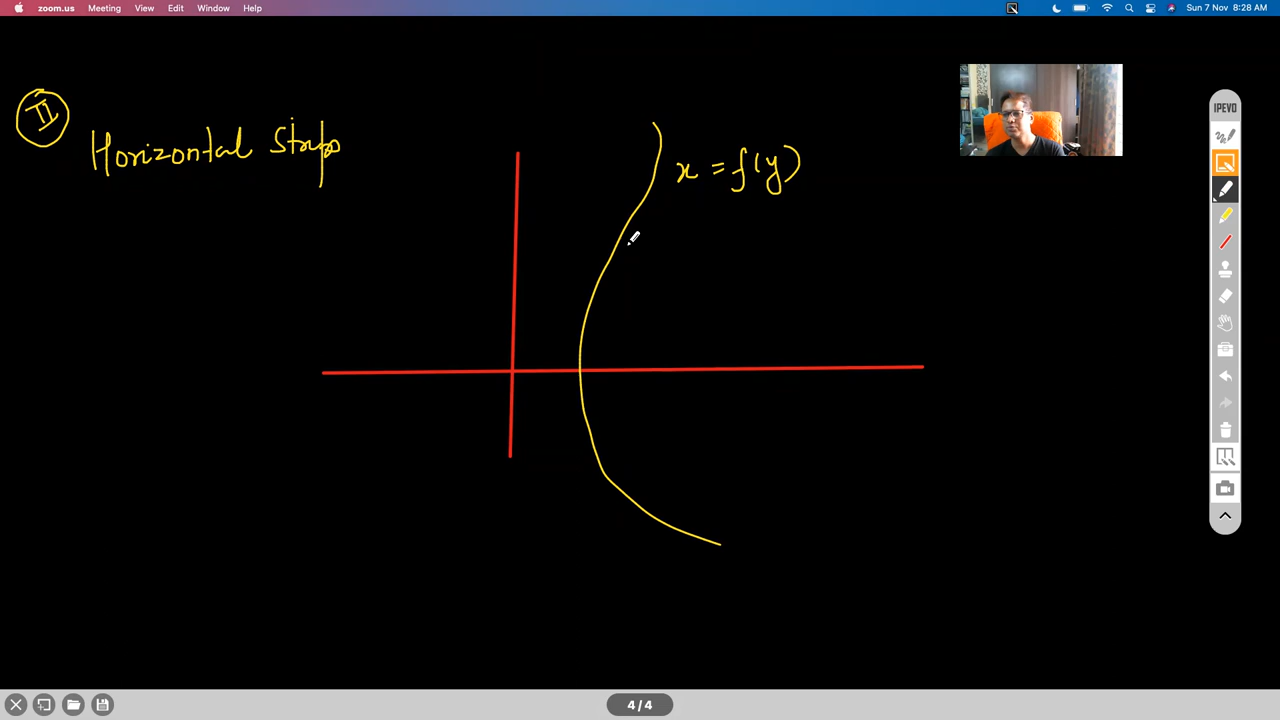 zoom.us Meeting View Edit Window Help Sun 7 Nov 8:28 AM
II
Horizontal Strips
x = f(y)
IPEVO
4 / 4